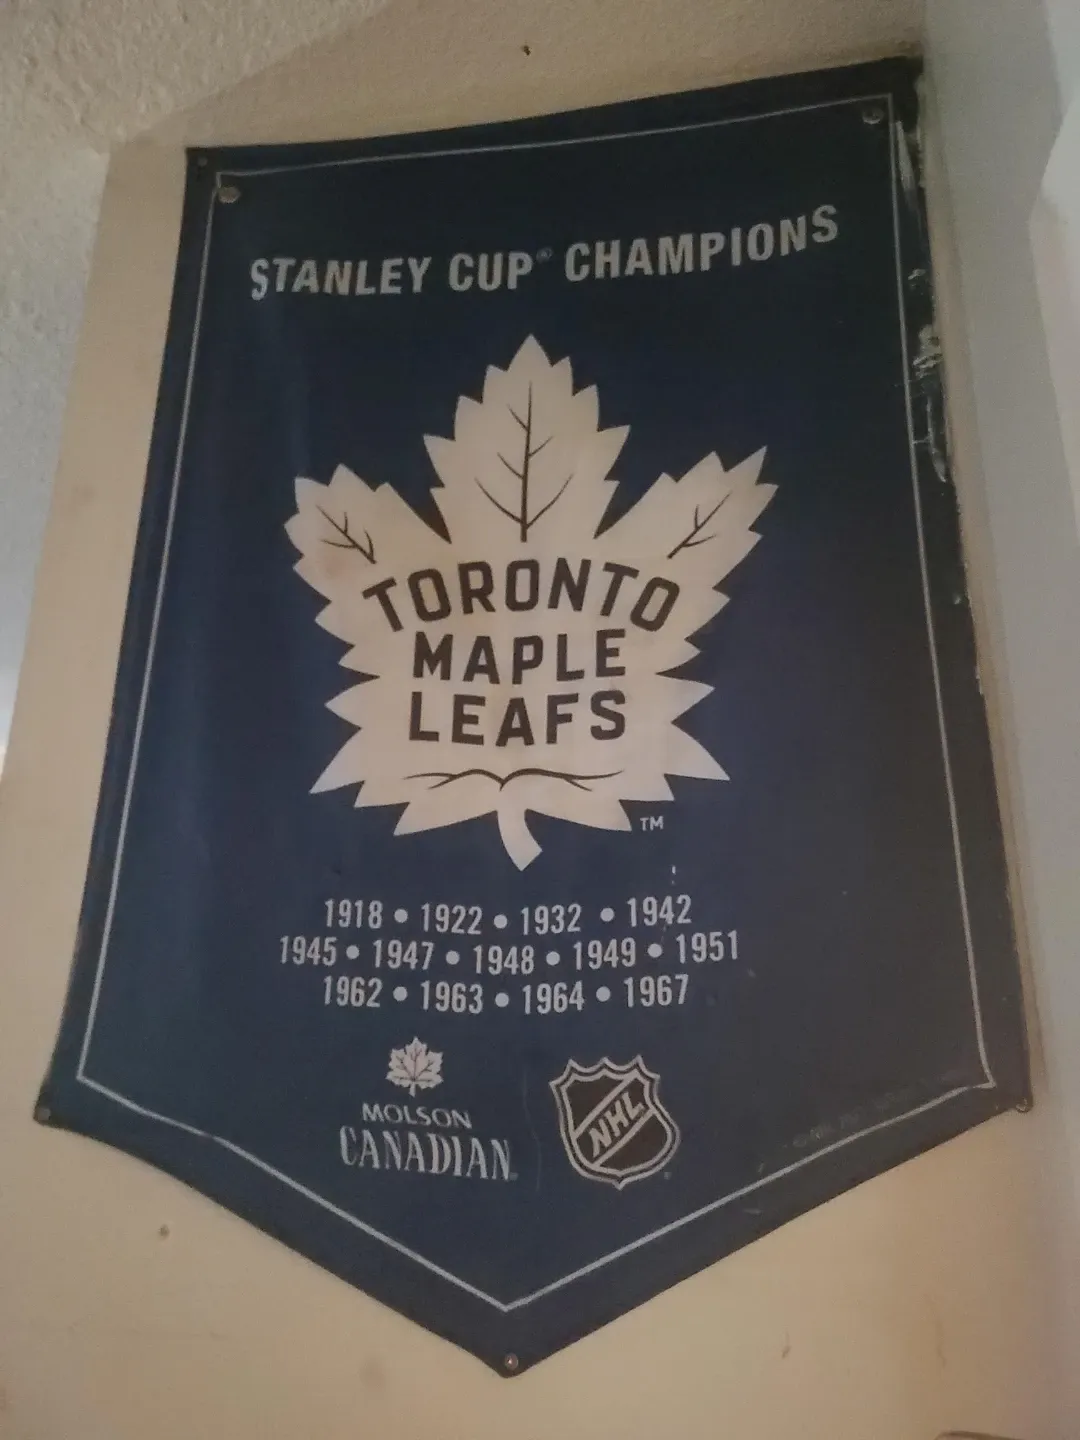 STANLEY CUP® CHAMPIONS
TORONTO
MAPLE
LEAFS
TM
1918 • 1922 • 1932 • 1942
1945 • 1947 • 1948 • 1949 • 1951
1962 • 1963 • 1964 • 1967
MOLSON
CANADIAN
NHL